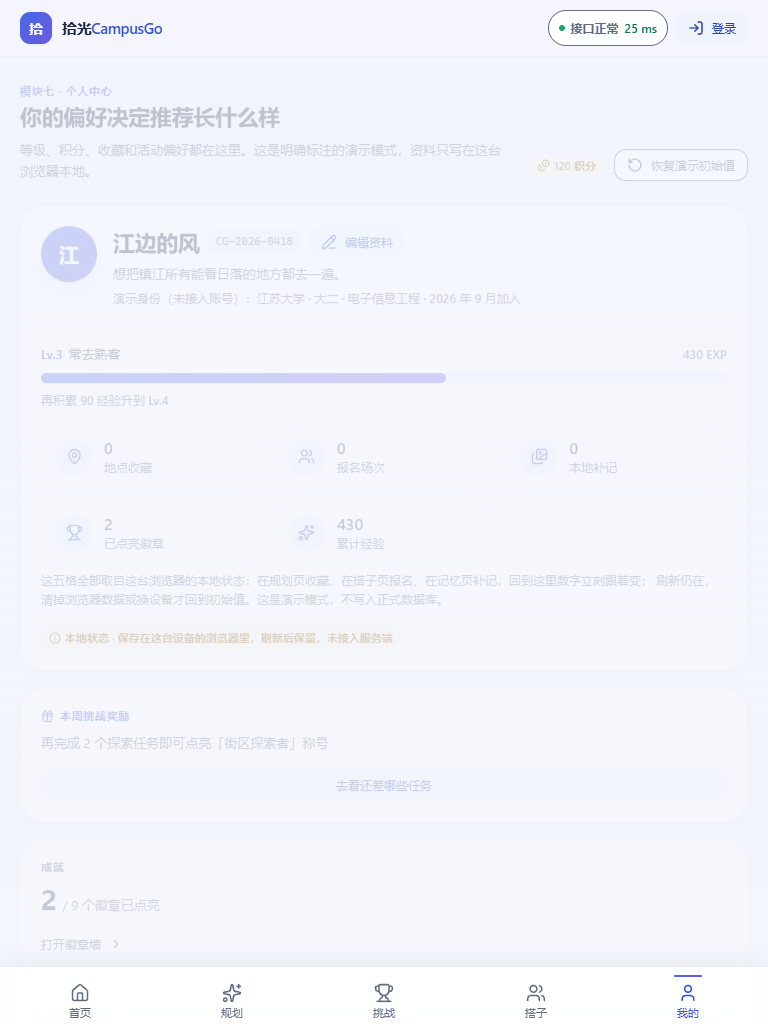 拾 拾光CampusGo 接口正常 25 ms 登录
模块七 · 个人中心
你的偏好决定推荐长什么样
等级、积分、收藏和活动偏好都在这里。这是明确标注的演示模式，资料只写在这台
浏览器本地。
120 积分 恢复演示初始值
江 江边的风 CG-2026-0418 编辑资料
想把镇江所有能看日落的地方都去一遍。
演示身份（未接入账号）：江苏大学 · 大二 · 电子信息工程 · 2026 年 9 月加入
Lv.3 常去熟客 430 EXP
再积累 90 经验升到 Lv.4
0 地点收藏
0 报名场次
0 本地补记
2 已点亮徽章
430 累计经验
这五格全部取自这台浏览器的本地状态：在规划页收藏、在搭子页报名、在记忆页补记，回到这里数字立刻跟着变； 刷新仍在，
清掉浏览器数据或换设备才回到初始值。这是演示模式，不写入正式数据库。
本地状态 · 保存在这台设备的浏览器里，刷新后保留，未接入服务端
本周挑战奖励
再完成 2 个探索任务即可点亮「街区探索者」称号
去看还差哪些任务
成就
2 / 9 个徽章已点亮
打开徽章墙
首页 规划 挑战 搭子 我的